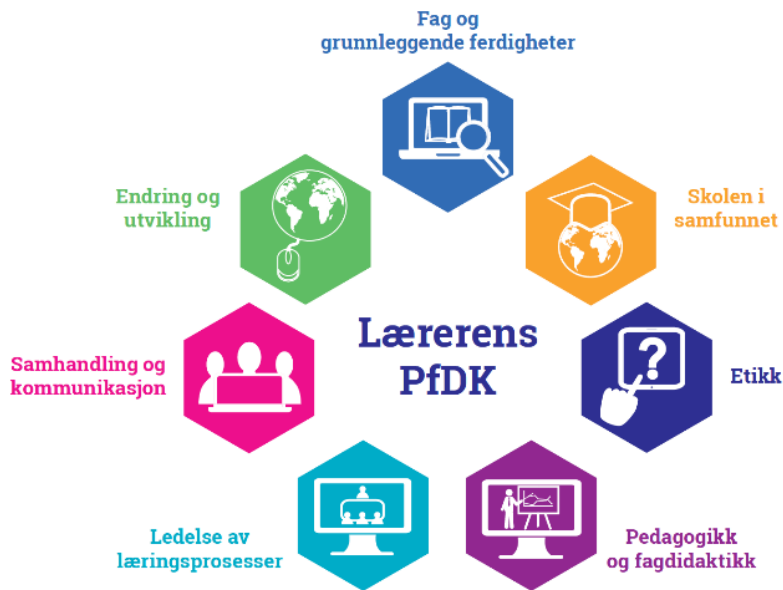 Fag og
grunnleggende ferdigheter
Endring og
utvikling
Skolen i
samfunnet
Lærerens
PfDK
Samhandling og
kommunikasjon
?
Etikk
Ledelse av
læringsprosesser
Pedagogikk
og fagdidaktikk